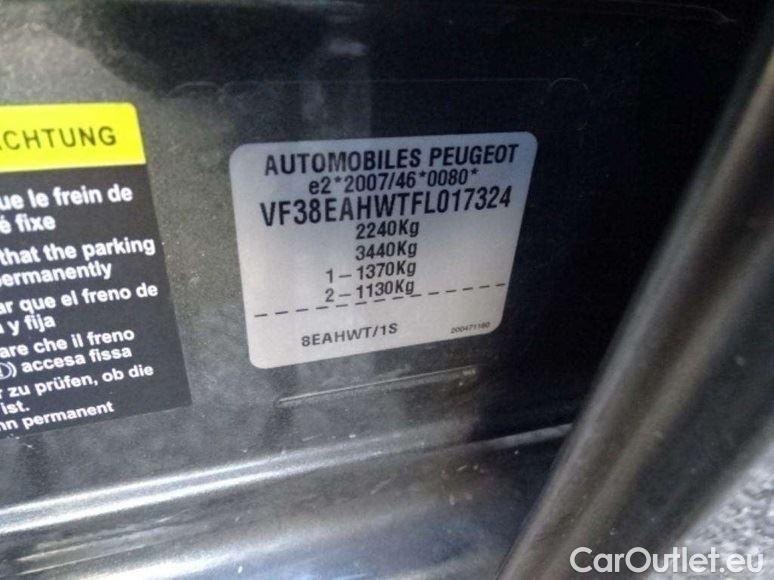 ACHTUNG
ue le frein de
é fixe
that the parking
ermanently
ar que el freno de
y fija
are che il freno
) accesa fissa
r zu prüfen, ob die
ist.
nn permanent
AUTOMOBILES PEUGEOT
e2*2007/46*0080*
VF38EAHWTFL017324
2240Kg
3440Kg
1-1370Kg
2-1130Kg
8EAHWT/1S
200471160
CarOutlet.eu